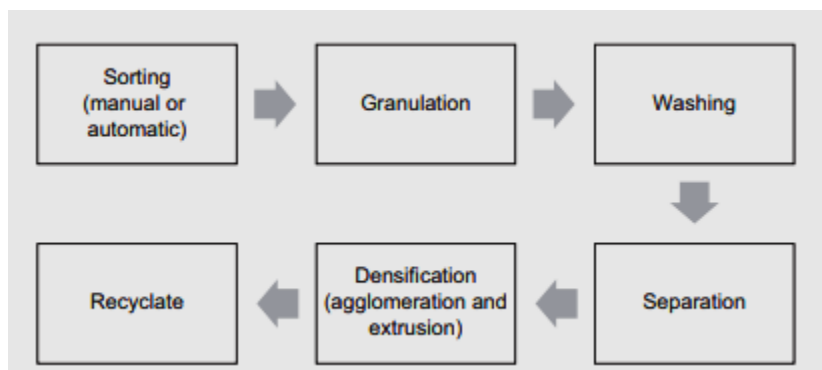 Sorting
(manual or
automatic)
Granulation
Washing
Recyclate
Densification
(agglomeration and
extrusion)
Separation